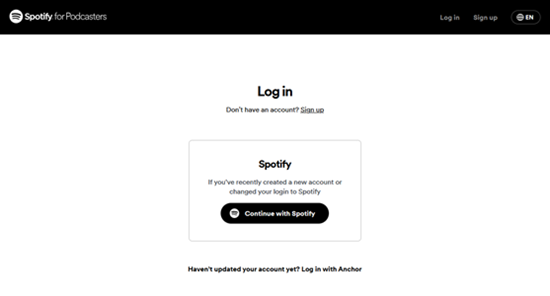 Spotify for Podcasters
Log in
Sign up
EN
Log in
Don't have an account? Sign up
Spotify
If you've recently created a new account or
changed your login to Spotify
Continue with Spotify
Haven't updated your account yet? Log in with Anchor